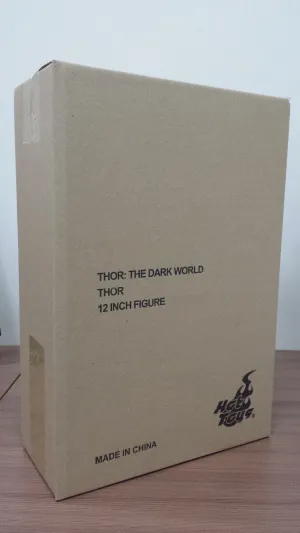 THOR: THE DARK WORLD
THOR
12 INCH FIGURE
HOT
TOYS
MADE IN CHINA